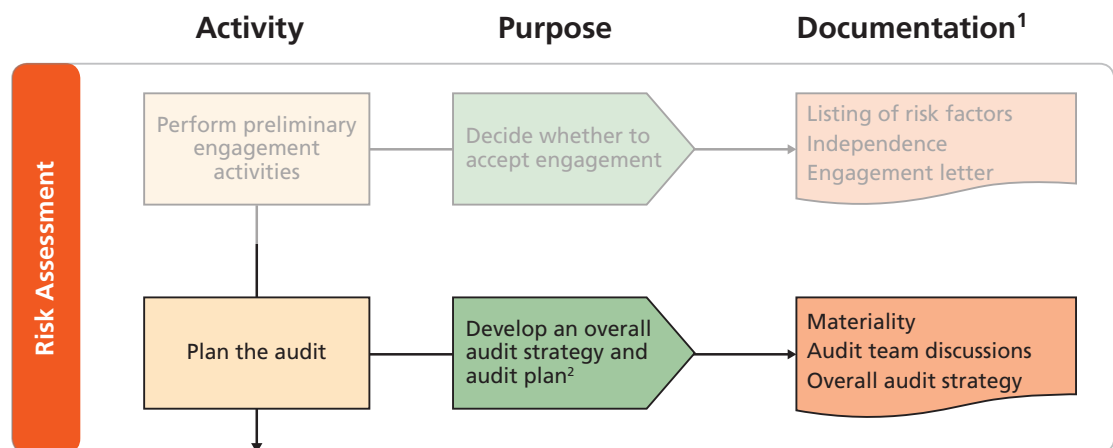 Activity
Purpose
Documentation¹
Risk Assessment
Perform preliminary
engagement
activities
Decide whether to
accept engagement
Listing of risk factors
Independence
Engagement letter
Plan the audit
Develop an overall
audit strategy and
audit plan²
Materiality
Audit team discussions
Overall audit strategy